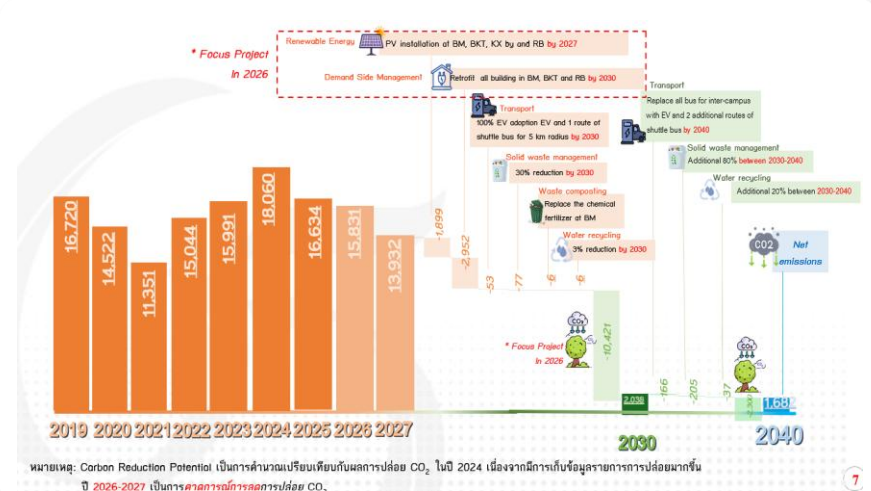 * Focus Project
In 2026
Renewable Energy
PV installation at BM, BKT, KX by and RB by 2027
Demand Side Management
Retrofit all building in BM, BKT and RB by 2030
Transport
100% EV adoption EV and 1 route of
shuttle bus for 5 km radius by 2030
Solid waste management
30% reduction by 2030
Waste composting
Replace the chemical
fertilizer at BM
Water recycling
3% reduction by 2030
Transport
Replace all bus for inter-campus
with EV and 2 additional routes of
shuttle bus by 2040
Solid waste management
Additional 80% between 2030-2040
Water recycling
Additional 20% between 2030-2040
CO2
Net
emissions
16,720
14,522
11,351
15,044
15,991
18,060
16,634
15,831
13,932
-1,899
-2,952
-53
-77
-6
-6
* Focus Project
In 2026
CO₂
-10,421
2,038
-166
-205
-37
CO₂
1,682
2019
2020
2021
2022
2023
2024
2025
2026
2027
2030
2040
หมายเหตุ: Carbon Reduction Potential เป็นการคำนวณเปรียบเทียบกับผลการปล่อย CO₂ ในปี 2024 เนื่องจากมีการเก็บข้อมูลรายการการปล่อยมากขึ้น
ปี 2026-2027 เป็นการคาดการณ์การลดการปล่อย CO₂
7